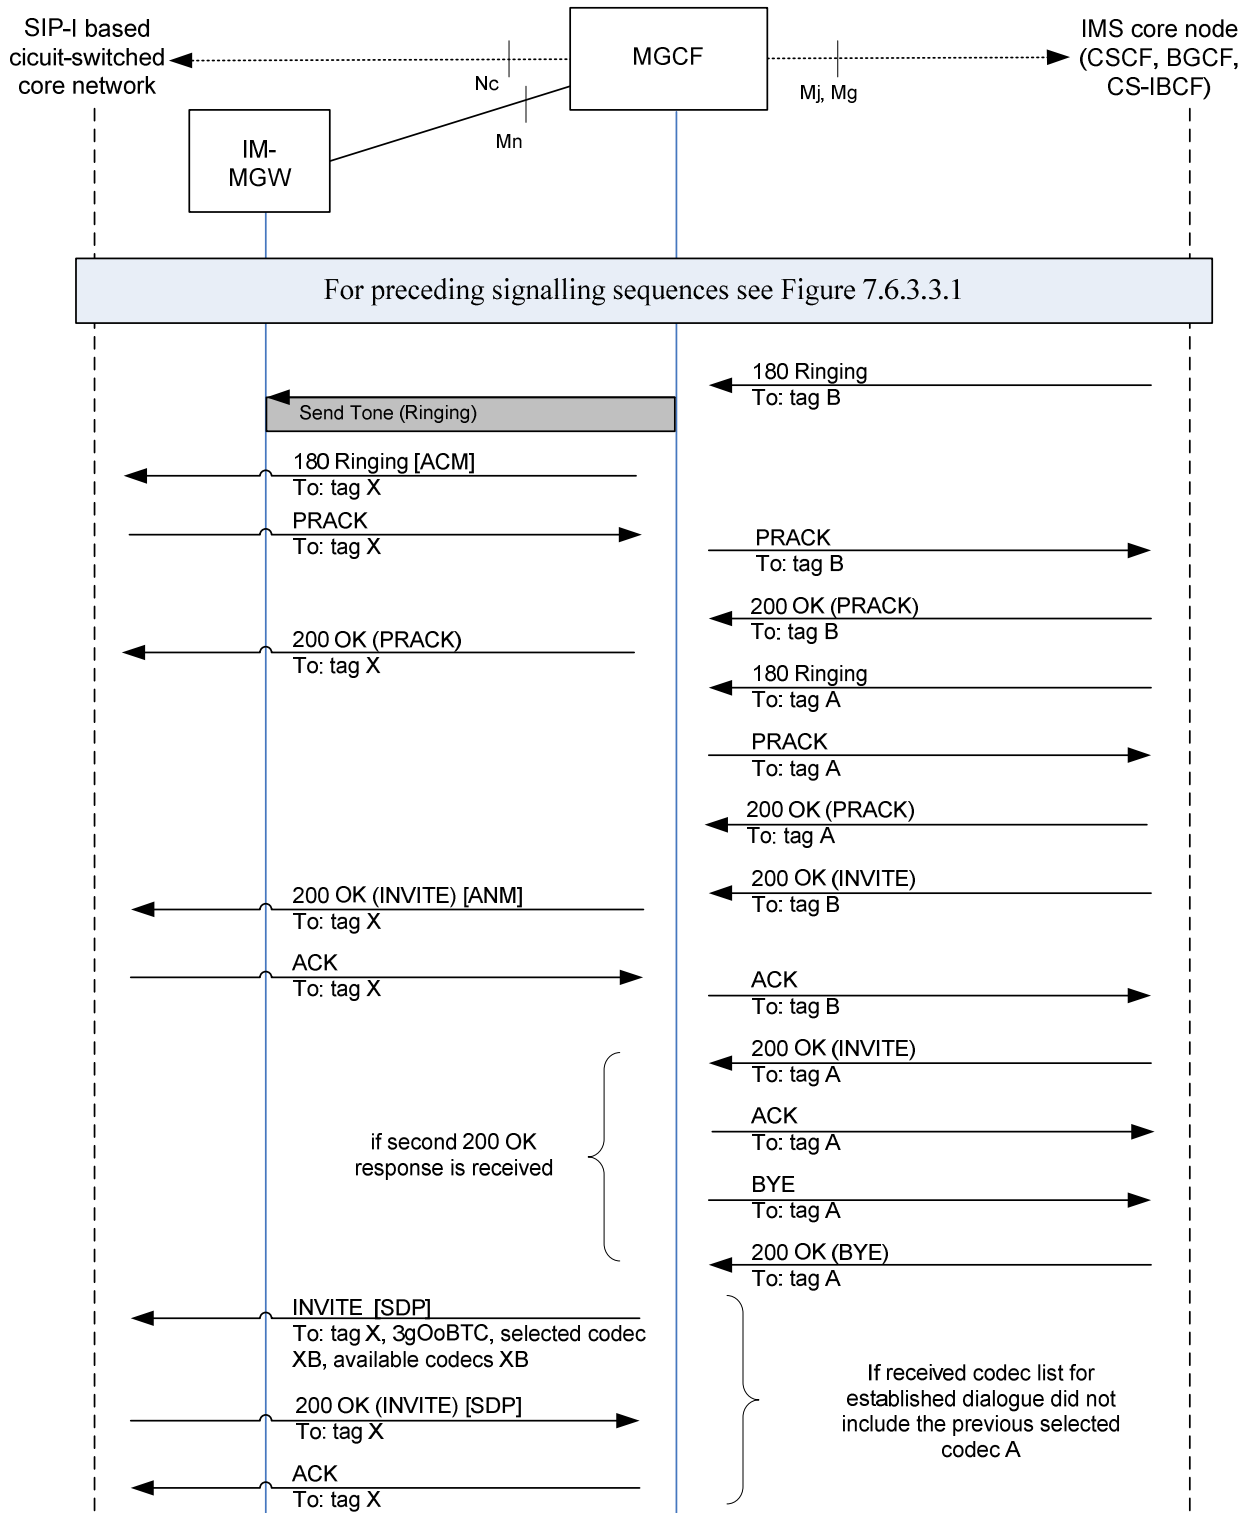 SIP-I based
cicuit-switched
core network
MGCF
IMS core node
(CSCF, BGCF,
CS-IBCF)
Nc
Mj, Mg
Mn
IM-
MGW
For preceding signalling sequences see Figure 7.6.3.3.1
180 Ringing
To: tag B
Send Tone (Ringing)
180 Ringing [ACM]
To: tag X
PRACK
To: tag X
PRACK
To: tag B
200 OK (PRACK)
To: tag B
200 OK (PRACK)
To: tag X
180 Ringing
To: tag A
PRACK
To: tag A
200 OK (PRACK)
To: tag A
200 OK (INVITE)
To: tag B
200 OK (INVITE) [ANM]
To: tag X
ACK
To: tag X
ACK
To: tag B
200 OK (INVITE)
To: tag A
ACK
To: tag A
if second 200 OK
response is received
BYE
To: tag A
200 OK (BYE)
To: tag A
INVITE [SDP]
To: tag X, 3gOoBTC, selected codec
XB, available codecs XB
If received codec list for
established dialogue did not
include the previous selected
codec A
200 OK (INVITE) [SDP]
To: tag X
ACK
To: tag X